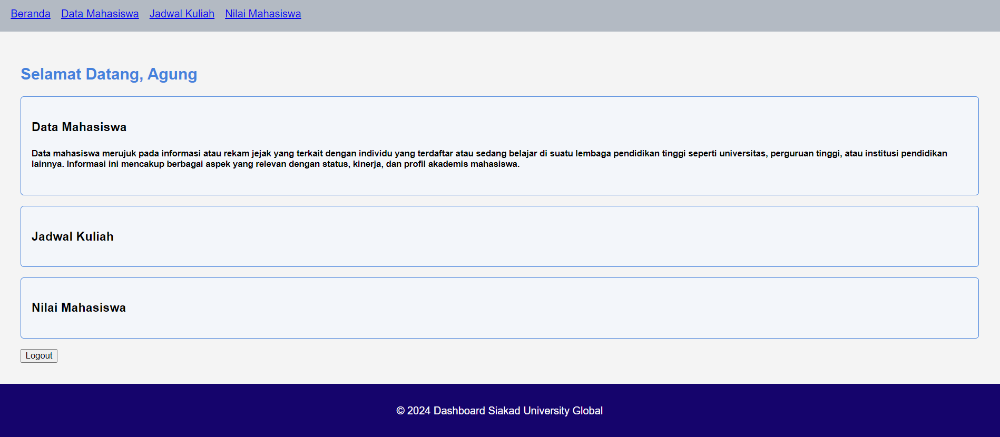 Beranda Data Mahasiswa Jadwal Kuliah Nilai Mahasiswa
Selamat Datang, Agung
Data Mahasiswa
Data mahasiswa merujuk pada informasi atau rekam jejak yang terkait dengan individu yang terdaftar atau sedang belajar di suatu lembaga pendidikan tinggi seperti universitas, perguruan tinggi, atau institusi pendidikan
lainnya. Informasi ini mencakup berbagai aspek yang relevan dengan status, kinerja, dan profil akademis mahasiswa.
Jadwal Kuliah
Nilai Mahasiswa
Logout
© 2024 Dashboard Siakad University Global